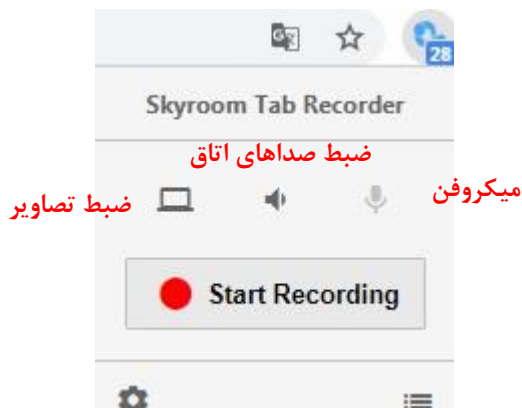 28
Skyroom Tab Recorder
ضبط صداهای اتاق
میکروفن
ضبط تصاویر
Start Recording